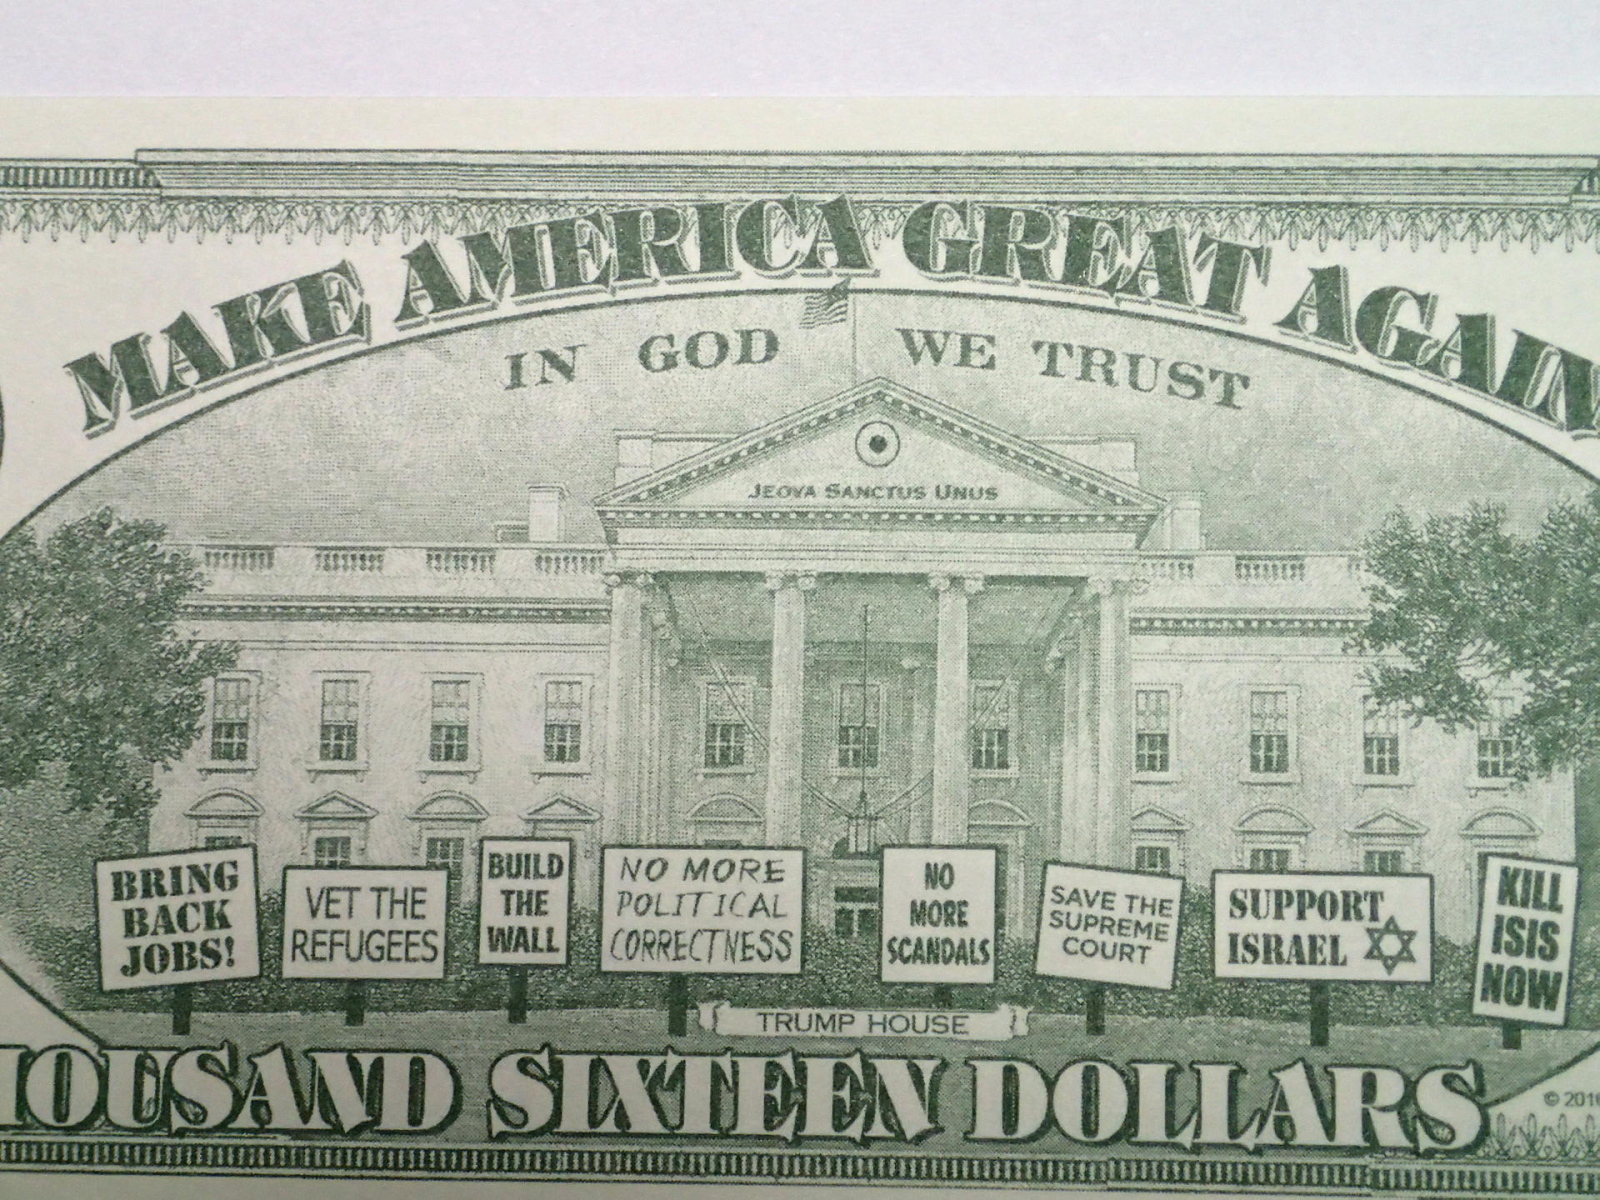 MAKE AMERICA GREAT AGAIN
IN GOD WE TRUST
JEOVA SANCTUS UNUS
BRING
BACK
JOBS!
VET THE
REFUGEES
BUILD
THE
WALL
NO MORE
POLITICAL
CORRECTNESS
NO
MORE
SCANDALS
SAVE THE
SUPREME
COURT
SUPPORT
ISRAEL
KILL
ISIS
NOW
TRUMP HOUSE
HOUSAND SIXTEEN DOLLARS
© 2016